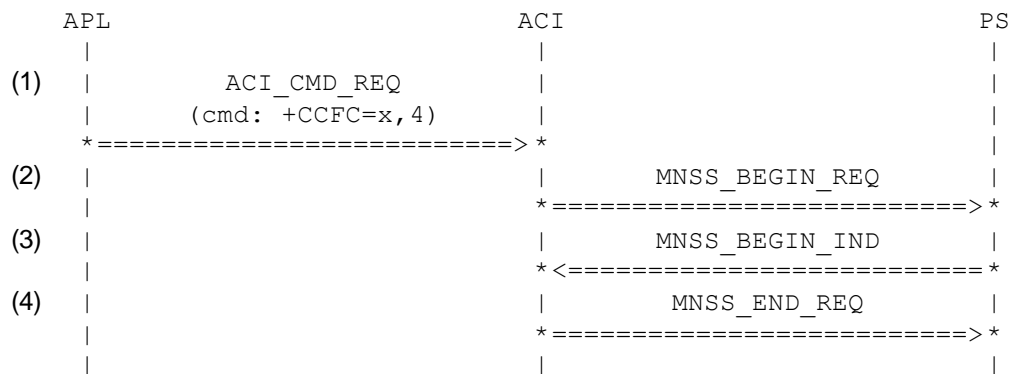 APL ACI PS
| | |
(1) | ACI_CMD_REQ | |
| (cmd: +CCFC=x,4) | |
*==========================>* |
(2) | | MNSS_BEGIN_REQ |
| *==========================>*
(3) | | MNSS_BEGIN_IND |
| *<==========================*
(4) | | MNSS_END_REQ |
| *==========================>*
| | |